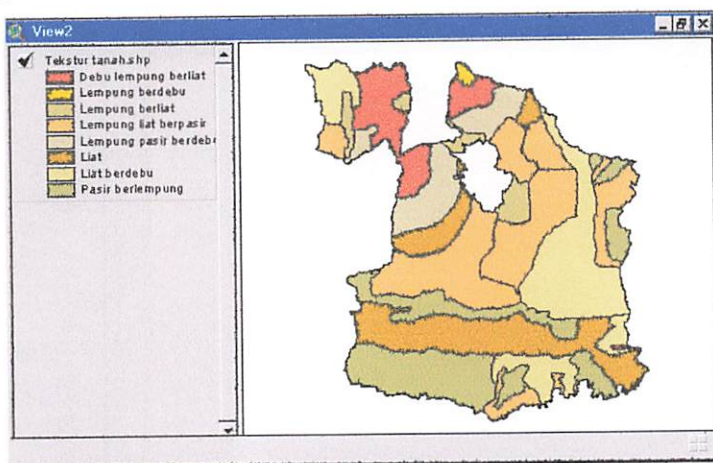 View2
Tekstur tanah.shp
Debu lempung berliat
Lempung berdebu
Lempung berliat
Lempung liat berpasir
Lempung pasir berdebu
Liat
Liat berdebu
Pasir berlempung